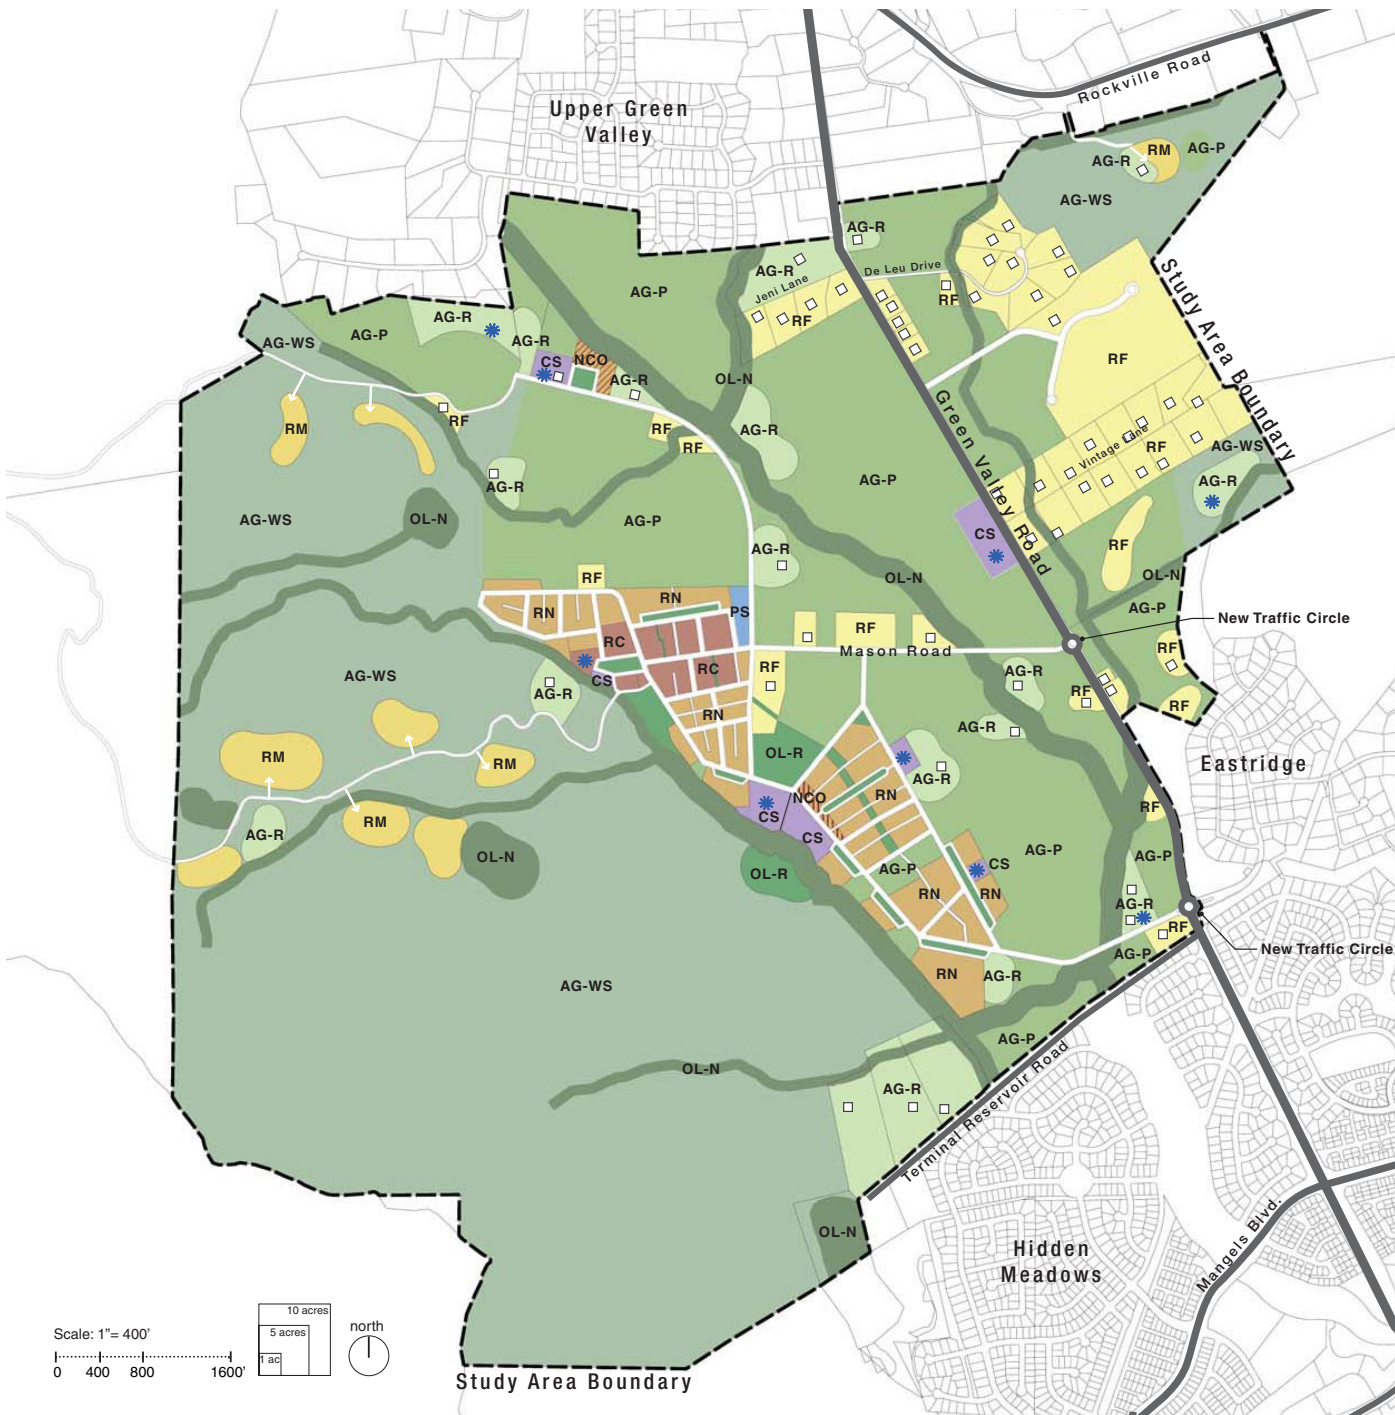 Rockville Road
Upper Green
Valley
RM
AG-R
AG-P
AG-WS
AG-R
Study Area Boundary
AG-R
De Leu Drive
AG-P
Jeni Lane
RF
RF
AG-R
AG-P
AG-WS
AG-R
CS
NCO
AG-R
OL-N
RF
Green Valley Road
RM
RF
RF
RF
AG-R
Vintage Lane
RF
AG-WS
AG-R
AG-R
AG-P
AG-WS
OL-N
AG-P
CS
RF
AG-R
OL-N
OL-N
RF
RN
RN
PS
AG-P
New Traffic Circle
RC
RC
RF
Mason Road
RF
RF
AG-WS
AG-R
CS
AG-R
RF
RF
RN
AG-R
RM
RM
OL-R
AG-R
Eastridge
RN
NCO
RF
RM
CS
CS
AG-R
OL-N
OL-R
AG-P
CS
AG-P
AG-P
RN
RN
AG-R
RF
New Traffic Circle
AG-P
RN
AG-R
AG-WS
AG-P
OL-N
AG-R
Terminal Reservoir Road
OL-N
Hidden
Meadows
Mangels Blvd.
10 acres
5 acres
1 ac
north
Scale: 1"= 400'
0 400 800 1600'
Study Area Boundary